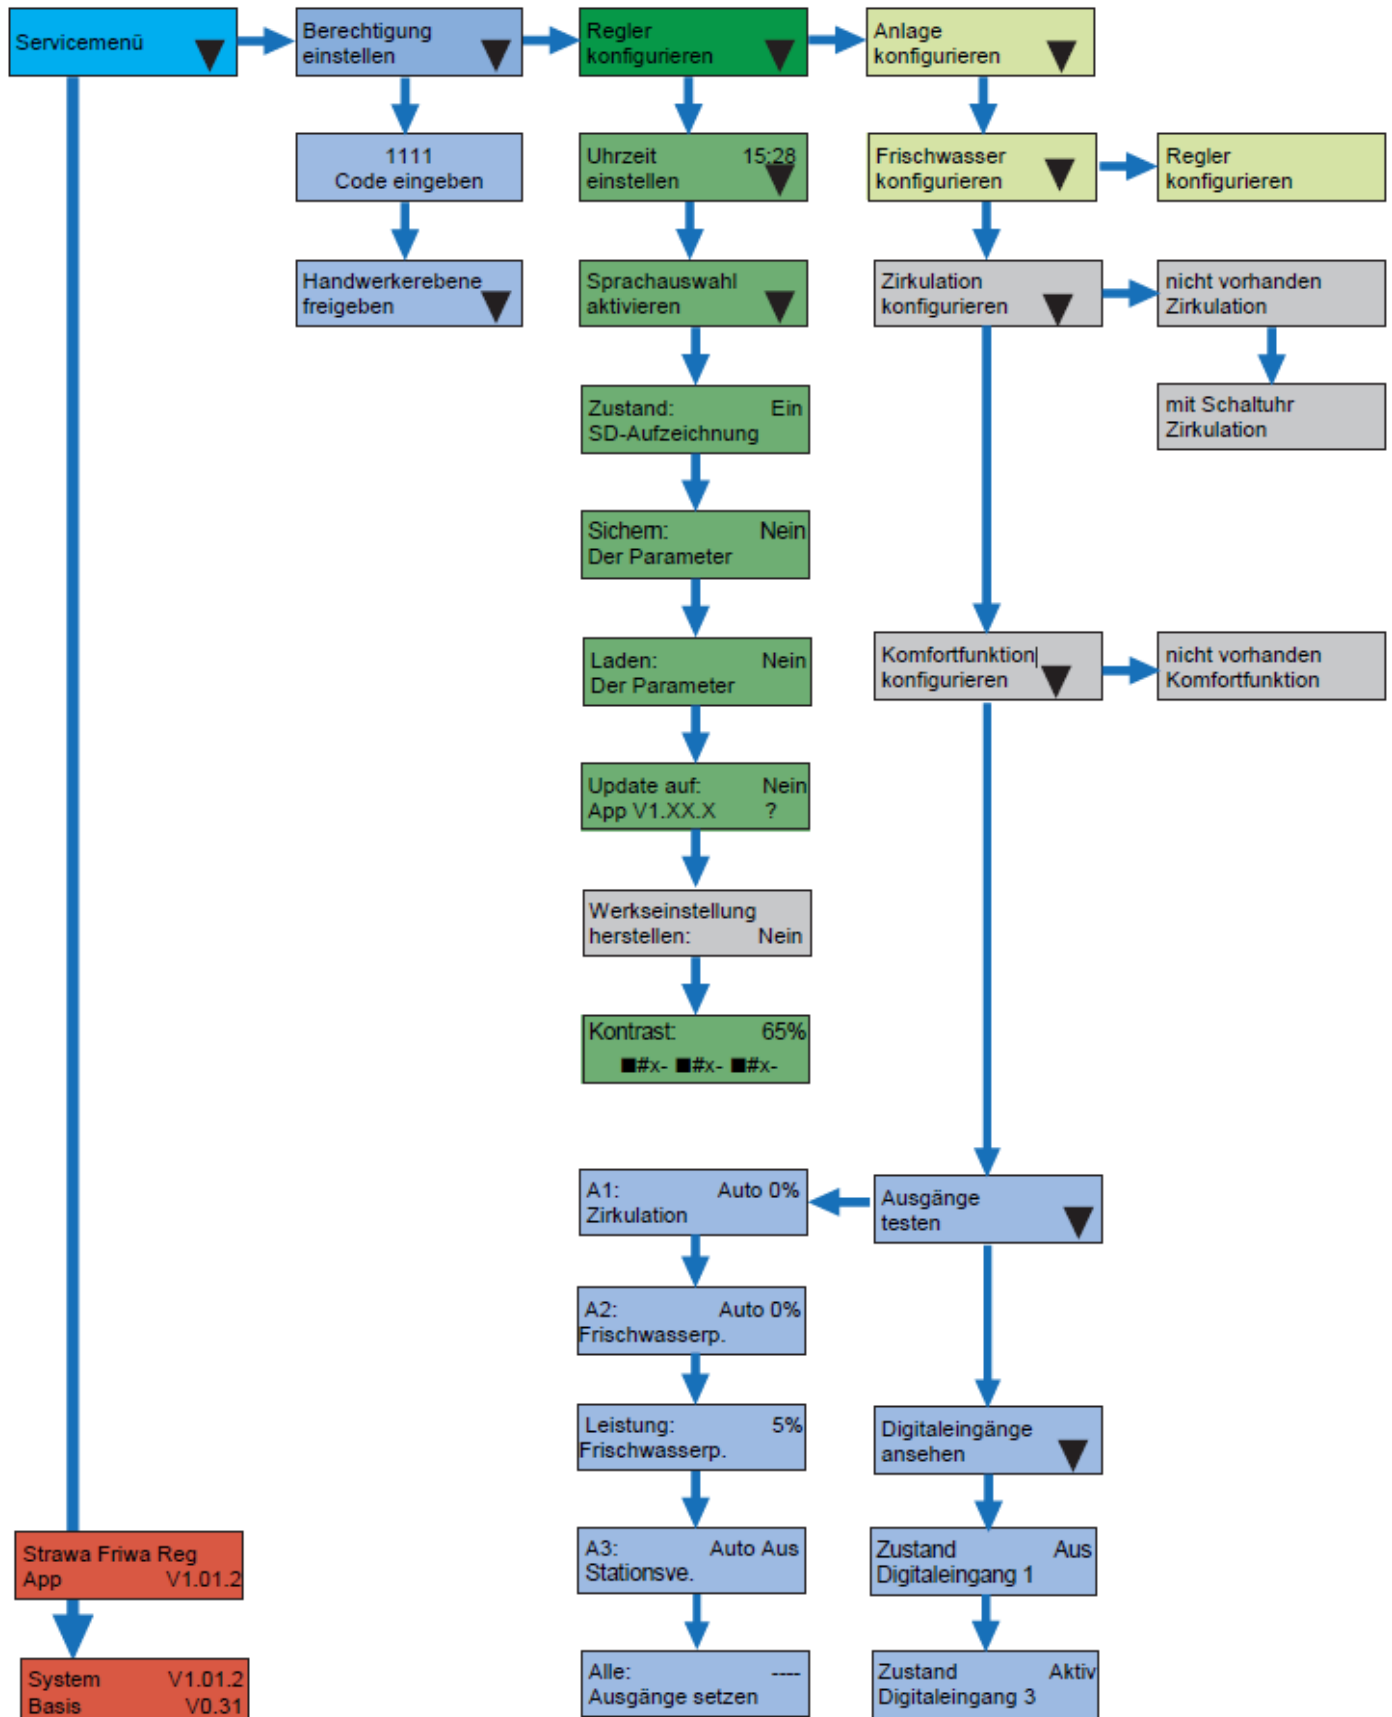 Servicemenü
Berechtigung
einstellen
Regler
konfigurieren
Anlage
konfigurieren
1111
Code eingeben
Uhrzeit 15:28
einstellen
Frischwasser
konfigurieren
Regler
konfigurieren
Handwerkerebene
freigeben
Sprachauswahl
aktivieren
Zirkulation
konfigurieren
nicht vorhanden
Zirkulation
Zustand: Ein
SD-Aufzeichnung
mit Schaltuhr
Zirkulation
Sichern: Nein
Der Parameter
Laden: Nein
Der Parameter
Komfortfunktion
konfigurieren
nicht vorhanden
Komfortfunktion
Update auf: Nein
App V1.XX.X ?
Werkseinstellung
herstellen: Nein
Kontrast: 65%
■#x- ■#x- ■#x-
A1: Auto 0%
Zirkulation
Ausgänge
testen
A2: Auto 0%
Frischwasserp.
Leistung: 5%
Frischwasserp.
Digitaleingänge
ansehen
Strawa Friwa Reg
App V1.01.2
A3: Auto Aus
Stationsve.
Zustand Aus
Digitaleingang 1
System V1.01.2
Basis V0.31
Alle: ----
Ausgänge setzen
Zustand Aktiv
Digitaleingang 3